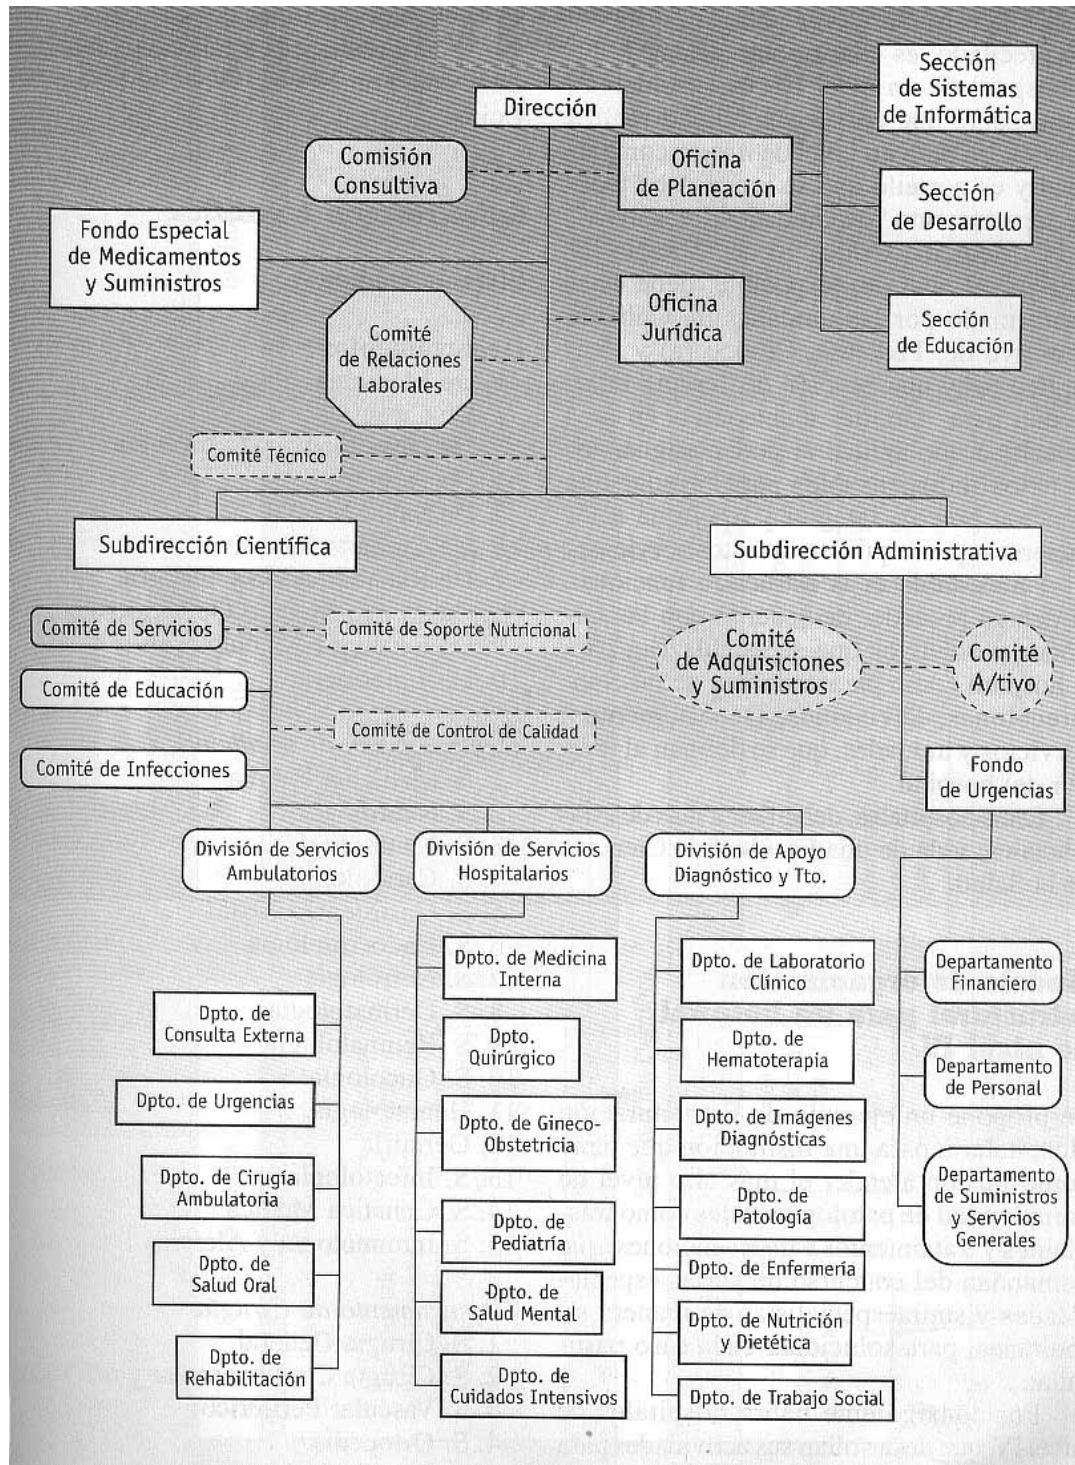 Dirección
Sección
de Sistemas
de Informática
Comisión
Consultiva
Oficina
de Planeación
Sección
de Desarrollo
Fondo Especial
de Medicamentos
y Suministros
Oficina
Jurídica
Sección
de Educación
Comité
de Relaciones
Laborales
Comité Técnico
Subdirección Científica
Subdirección Administrativa
Comité de Servicios
Comité de Soporte Nutricional
Comité
de Adquisiciones
y Suministros
Comité
A/tivo
Comité de Educación
Comité de Control de Calidad
Comité de Infecciones
Fondo
de Urgencias
División de Servicios
Ambulatorios
División de Servicios
Hospitalarios
División de Apoyo
Diagnóstico y Tto.
Dpto. de
Consulta Externa
Dpto. de Urgencias
Dpto. de Cirugía
Ambulatoria
Dpto. de
Salud Oral
Dpto. de
Rehabilitación
Dpto. de Medicina
Interna
Dpto.
Quirúrgico
Dpto. de Gineco-
Obstetricia
Dpto. de
Pediatría
Dpto. de
Salud Mental
Dpto. de
Cuidados Intensivos
Dpto. de Laboratorio
Clínico
Dpto. de
Hematoterapia
Dpto. de Imágenes
Diagnósticas
Dpto. de
Patología
Dpto. de Enfermería
Dpto. de Nutrición
y Dietética
Dpto. de Trabajo Social
Departamento
Financiero
Departamento
de Personal
Departamento
de Suministros
y Servicios
Generales